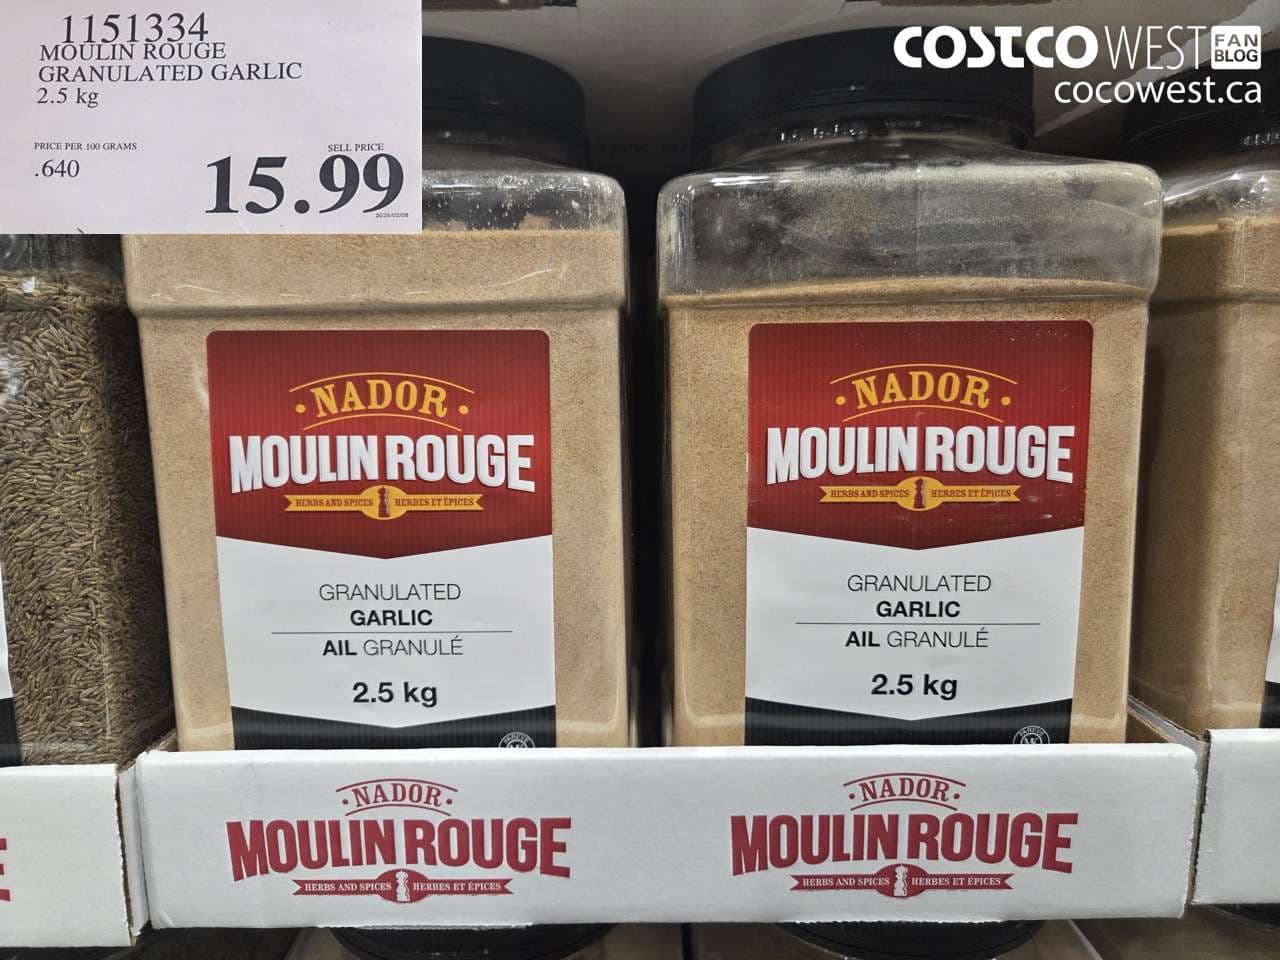 1151334
MOULIN ROUGE
GRANULATED GARLIC
2.5 kg
PRICE PER 100 GRAMS
.640
SELL PRICE
15.99
COSTCO WEST FAN BLOG
cocowest.ca
NADOR
MOULIN ROUGE
HERBS AND SPICES HERBES ET ÉPICES
GRANULATED
GARLIC
AIL GRANULÉ
2.5 kg
NADOR
MOULIN ROUGE
HERBS AND SPICES HERBES ET ÉPICES
GRANULATED
GARLIC
AIL GRANULÉ
2.5 kg
NADOR
MOULIN ROUGE
HERBS AND SPICES HERBES ET ÉPICES
NADOR
MOULIN ROUGE
HERBS AND SPICES HERBES ET ÉPICES
E